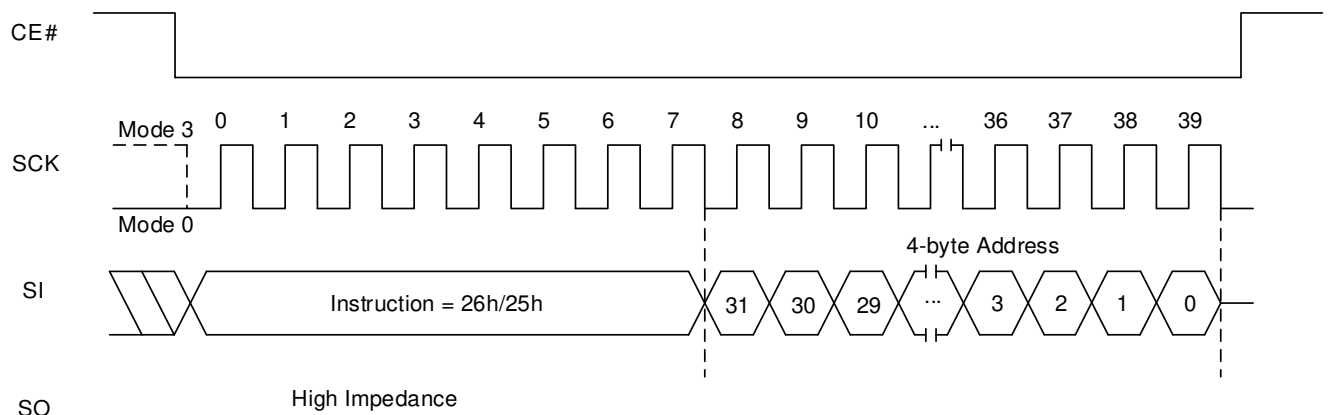 CE#
Mode 3 0 1 2 3 4 5 6 7 8 9 10 ... 36 37 38 39
SCK
Mode 0
4-byte Address
SI Instruction = 26h/25h 31 30 29 ... 3 2 1 0
High Impedance
SO